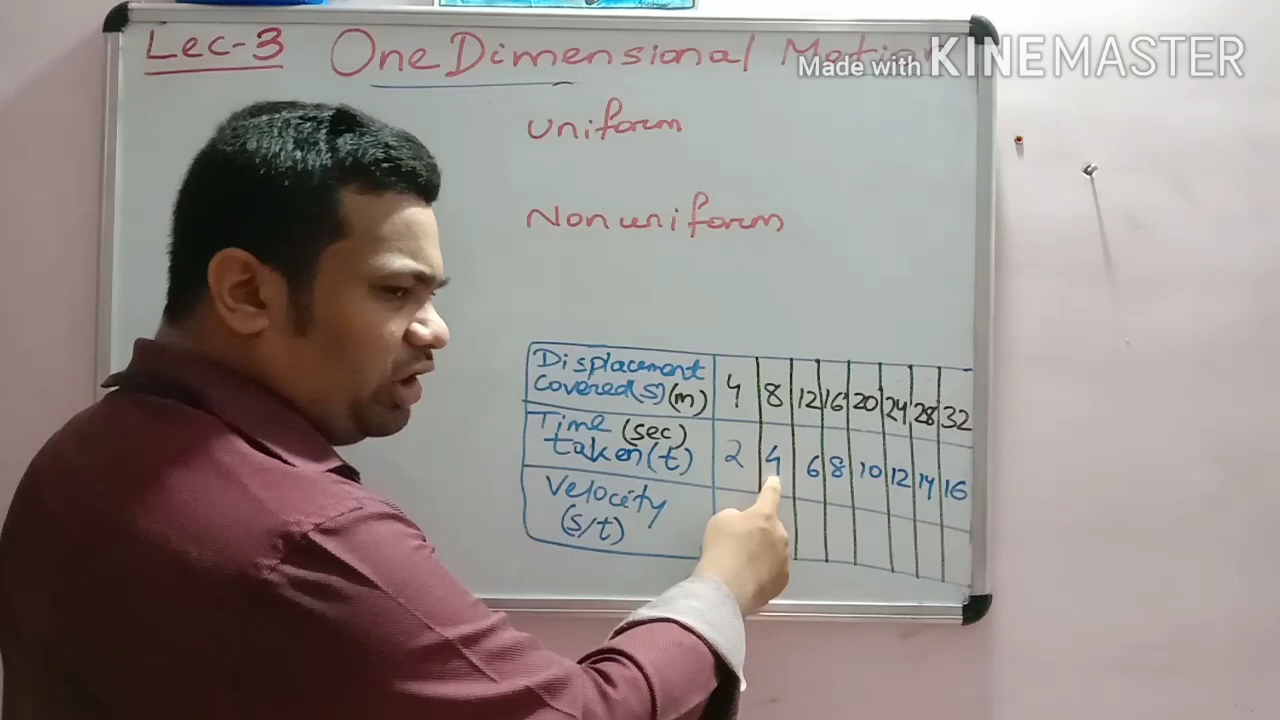 Lec-3 One Dimensional Motion
Made with KINEMASTER
Uniform
Nonuniform
Displacement
covered(s)(m) 4 8 12 16 20 24 28 32
Time (sec)
taken(t) 2 4 6 8 10 12 14 16
Velocity
(s/t)